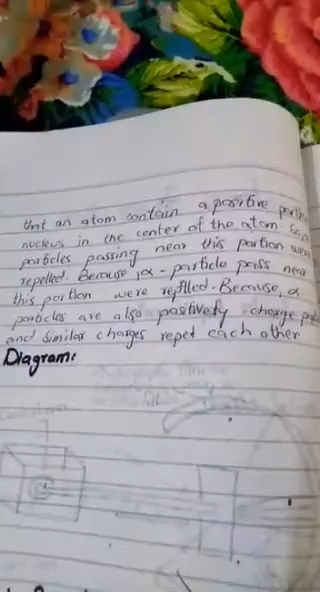 that an atom contain a positive
nucleus in the center of the atom
particles passing near this portion were
repelled. Because, α - particle pass near
this portion were replled. Because, α
particles are also positively charge
and similar charges repel each other
Diagram: